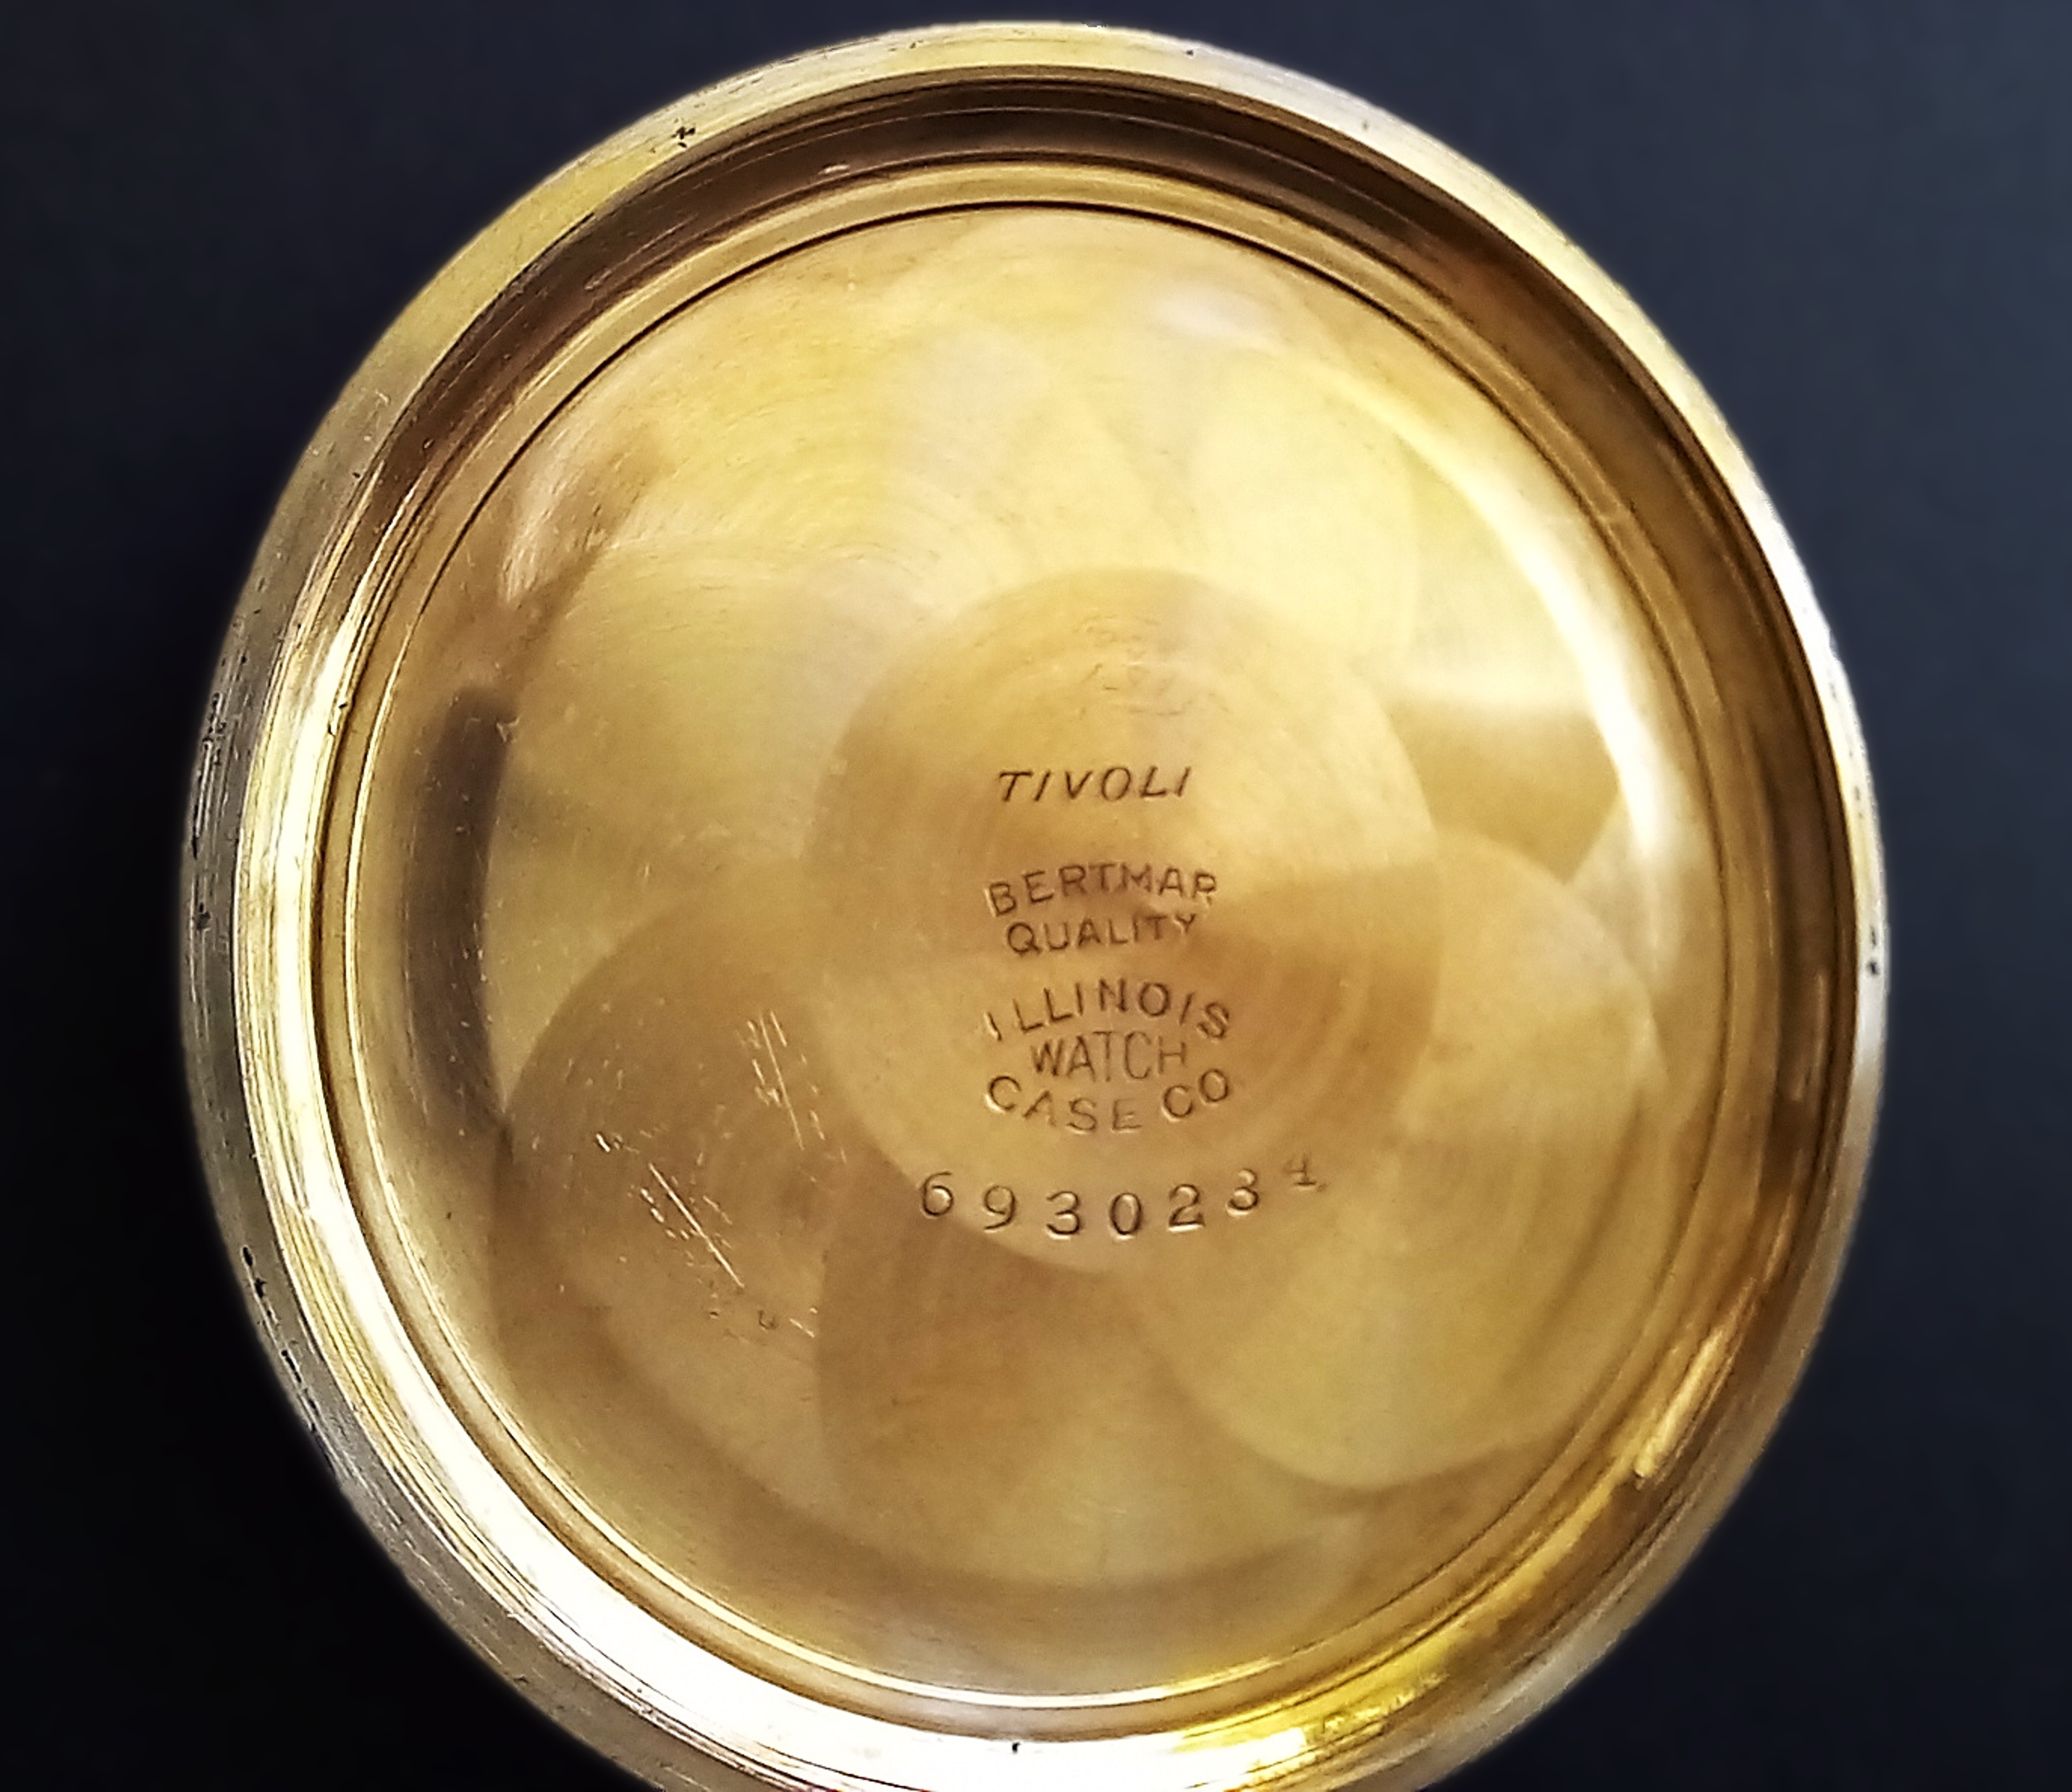 TIVOLI
BERTMAR
QUALITY
ILLINOIS
WATCH
CASE CO
6930234